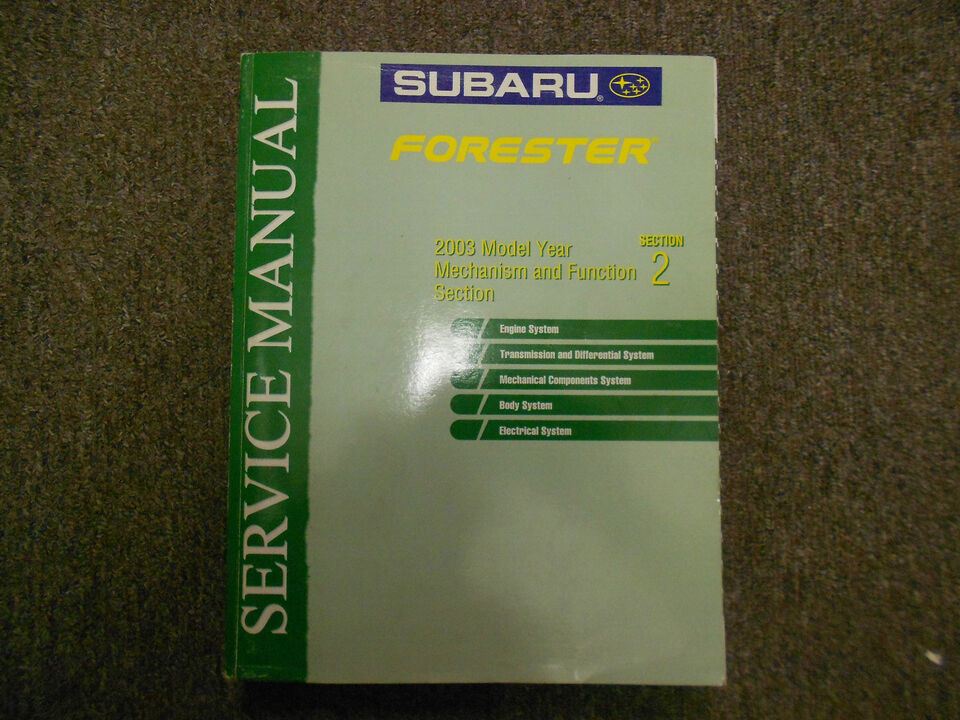 SERVICE MANUAL
SUBARU®
FORESTER™
2003 Model Year
Mechanism and Function
Section
SECTION
2
Engine System
Transmission and Differential System
Mechanical Components System
Body System
Electrical System